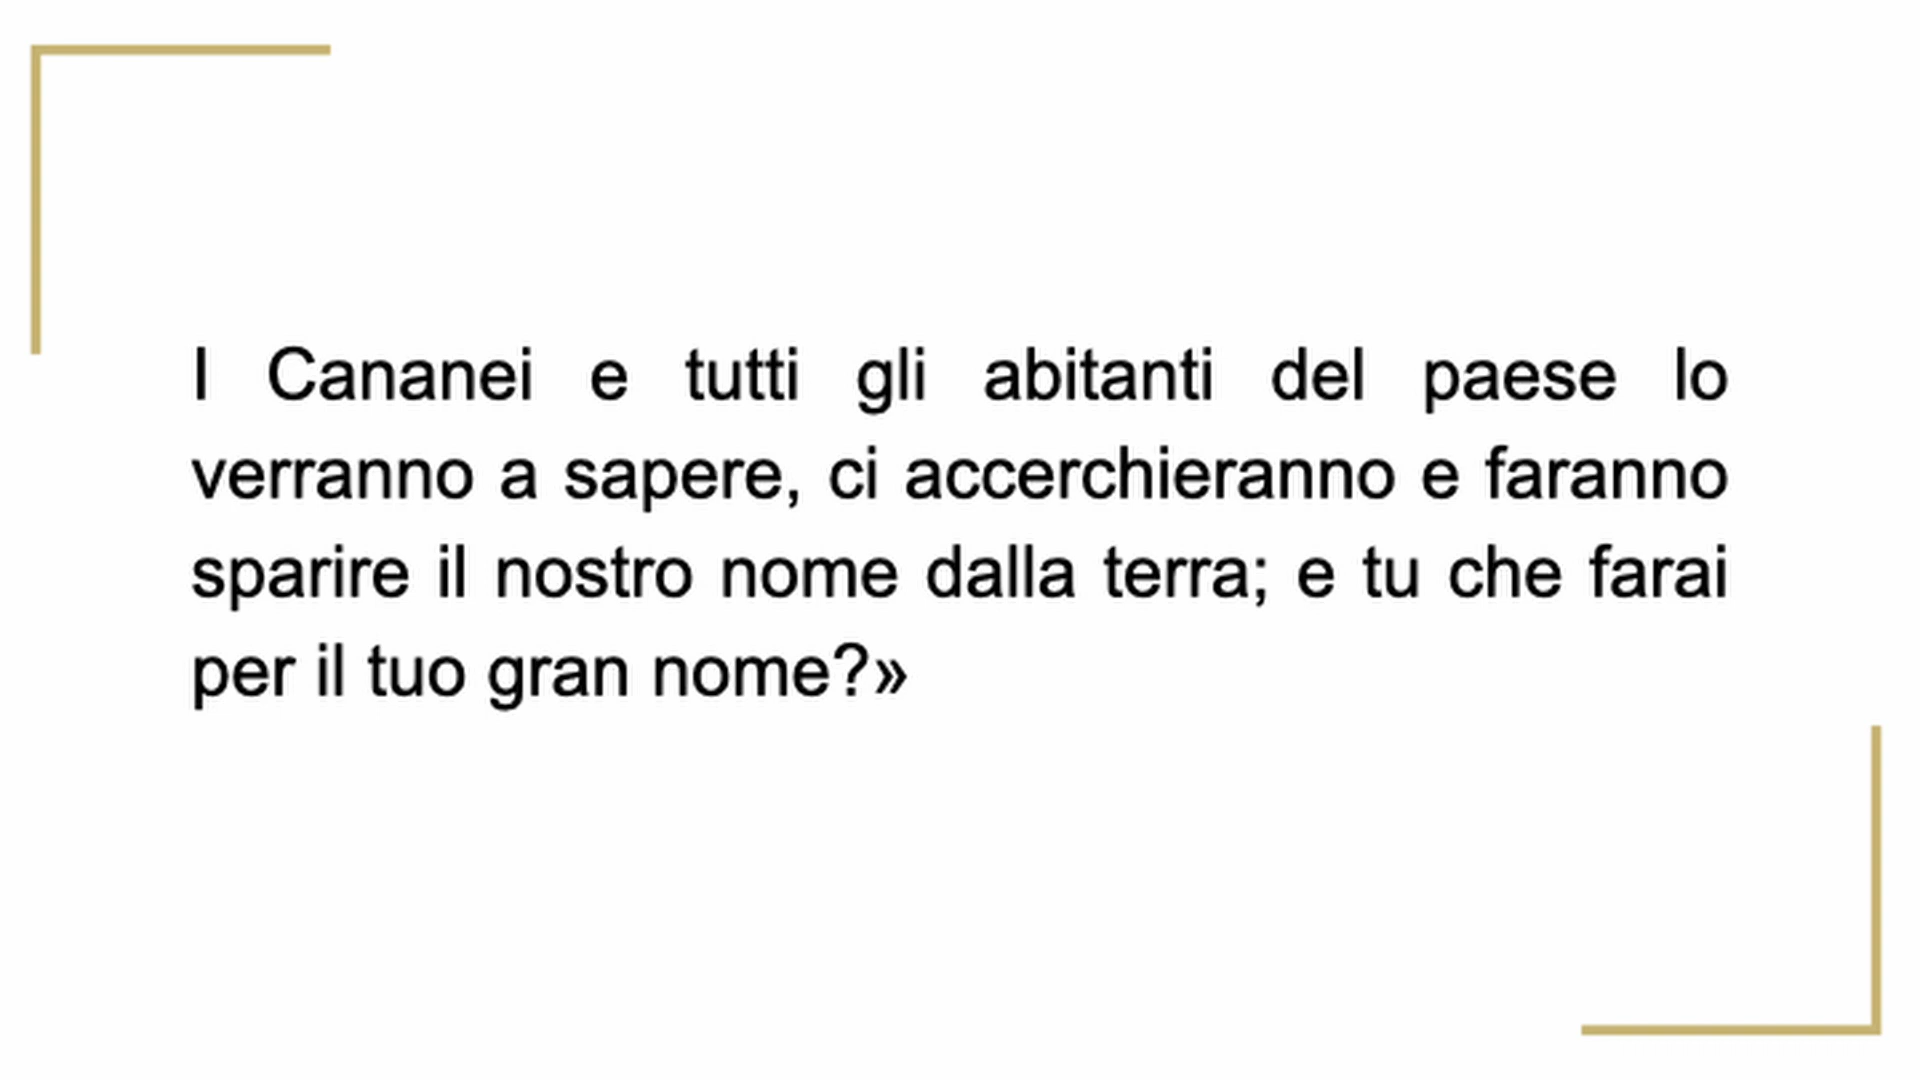 I Cananei e tutti gli abitanti del paese lo
verranno a sapere, ci accerchieranno e faranno
sparire il nostro nome dalla terra; e tu che farai
per il tuo gran nome?»